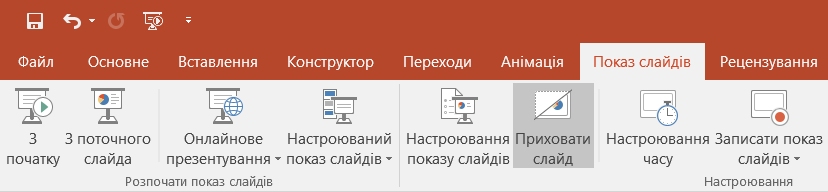 Файл Основне Вставлення Конструктор Переходи Анімація Показ слайдів Рецензування
З початку
З поточного слайда
Онлайнове презентування
Настроюваний показ слайдів
Настроювання показу слайдів
Приховати слайд
Настроювання часу
Записати показ слайдів
Розпочати показ слайдів
Настроювання